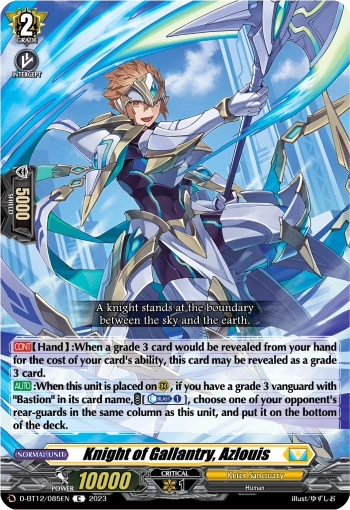 2
GRADE
INTERCEPT
5000
SHIELD
A knight stands at the boundary
between the sky and the earth.
CONT【Hand】:When a grade 3 card would be revealed from your hand
for the cost of your card's ability, this card may be revealed as a grade
3 card.
AUTO:When this unit is placed on (R), if you have a grade 3 vanguard with
"Bastion" in its card name, [BLAST 1], choose one of your opponent's
rear-guards in the same column as this unit, and put it on the bottom
of the deck.
NORMAL UNIT
Knight of Gallantry, Azlouis
POWER 10000
CRITICAL
1
Keter Sanctuary
Human
D-BT12/085EN C 2023
illust/ゆずしお